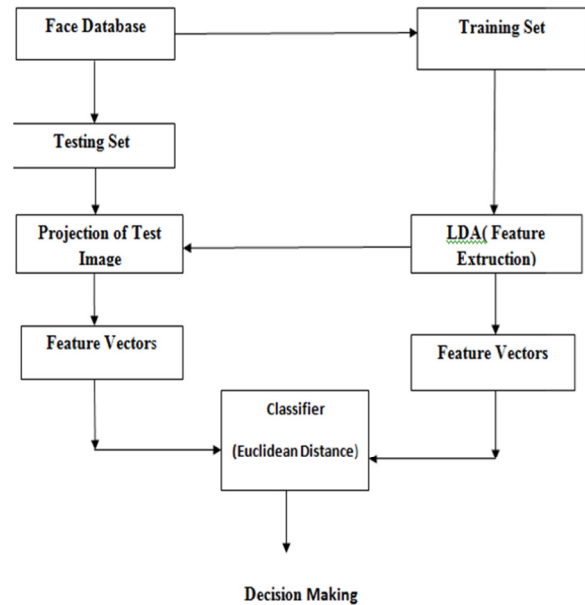 Face Database
Training Set
Testing Set
Projection of Test
Image
LDA( Feature
Extraction)
Feature Vectors
Feature Vectors
Classifier
(Euclidean Distance)
Decision Making